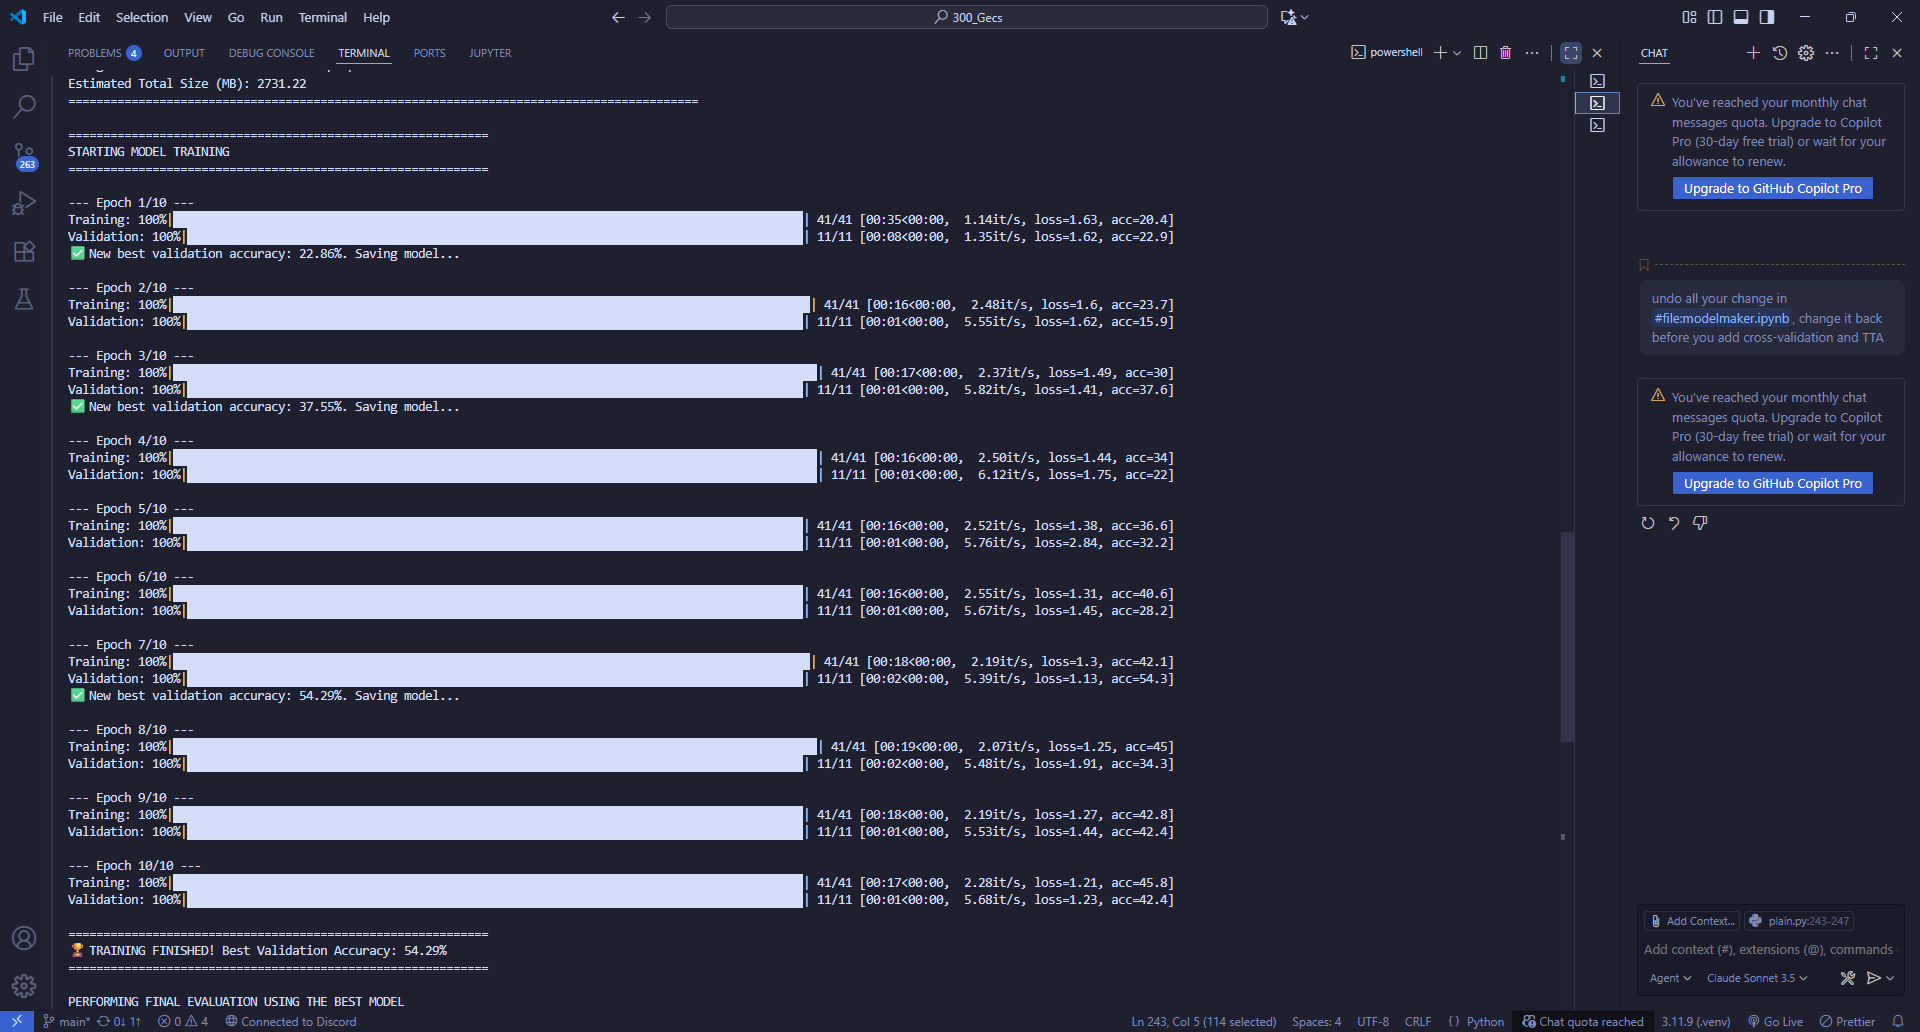 File Edit Selection View Go Run Terminal Help
300_Gecs
PROBLEMS 4 OUTPUT DEBUG CONSOLE TERMINAL PORTS JUPYTER
powershell
CHAT
263
Estimated Total Size (MB): 2731.22
==========================================================================================
============================================================
STARTING MODEL TRAINING
============================================================
--- Epoch 1/10 ---
Training: 100%| | 41/41 [00:35<00:00, 1.14it/s, loss=1.63, acc=20.4]
Validation: 100%| | 11/11 [00:08<00:00, 1.35it/s, loss=1.62, acc=22.9]
✅ New best validation accuracy: 22.86%. Saving model...
--- Epoch 2/10 ---
Training: 100%| | 41/41 [00:16<00:00, 2.48it/s, loss=1.6, acc=23.7]
Validation: 100%| | 11/11 [00:01<00:00, 5.55it/s, loss=1.62, acc=15.9]
--- Epoch 3/10 ---
Training: 100%| | 41/41 [00:17<00:00, 2.37it/s, loss=1.49, acc=30]
Validation: 100%| | 11/11 [00:01<00:00, 5.82it/s, loss=1.41, acc=37.6]
✅ New best validation accuracy: 37.55%. Saving model...
--- Epoch 4/10 ---
Training: 100%| | 41/41 [00:16<00:00, 2.50it/s, loss=1.44, acc=34]
Validation: 100%| | 11/11 [00:01<00:00, 6.12it/s, loss=1.75, acc=22]
--- Epoch 5/10 ---
Training: 100%| | 41/41 [00:16<00:00, 2.52it/s, loss=1.38, acc=36.6]
Validation: 100%| | 11/11 [00:01<00:00, 5.76it/s, loss=2.84, acc=32.2]
--- Epoch 6/10 ---
Training: 100%| | 41/41 [00:16<00:00, 2.55it/s, loss=1.31, acc=40.6]
Validation: 100%| | 11/11 [00:01<00:00, 5.67it/s, loss=1.45, acc=28.2]
--- Epoch 7/10 ---
Training: 100%| | 41/41 [00:18<00:00, 2.19it/s, loss=1.3, acc=42.1]
Validation: 100%| | 11/11 [00:02<00:00, 5.39it/s, loss=1.13, acc=54.3]
✅ New best validation accuracy: 54.29%. Saving model...
--- Epoch 8/10 ---
Training: 100%| | 41/41 [00:19<00:00, 2.07it/s, loss=1.25, acc=45]
Validation: 100%| | 11/11 [00:02<00:00, 5.48it/s, loss=1.91, acc=34.3]
--- Epoch 9/10 ---
Training: 100%| | 41/41 [00:18<00:00, 2.19it/s, loss=1.27, acc=42.8]
Validation: 100%| | 11/11 [00:01<00:00, 5.53it/s, loss=1.44, acc=42.4]
--- Epoch 10/10 ---
Training: 100%| | 41/41 [00:17<00:00, 2.28it/s, loss=1.21, acc=45.8]
Validation: 100%| | 11/11 [00:01<00:00, 5.68it/s, loss=1.23, acc=42.4]
============================================================
🏆 TRAINING FINISHED! Best Validation Accuracy: 54.29%
============================================================
PERFORMING FINAL EVALUATION USING THE BEST MODEL
You've reached your monthly chat
messages quota. Upgrade to Copilot
Pro (30-day free trial) or wait for your
allowance to renew.
Upgrade to GitHub Copilot Pro
undo all your change in
#file:modelmaker.ipynb , change it back
before you add cross-validation and TTA
You've reached your monthly chat
messages quota. Upgrade to Copilot
Pro (30-day free trial) or wait for your
allowance to renew.
Upgrade to GitHub Copilot Pro
Add Context... plain.py:243-247
Add context (#), extensions (@), commands
Agent Claude Sonnet 3.5
main* 0↓ 1↑ 0 4 Connected to Discord
Ln 243, Col 5 (114 selected) Spaces: 4 UTF-8 CRLF { } Python Chat quota reached 3.11.9 (.venv) Go Live Prettier